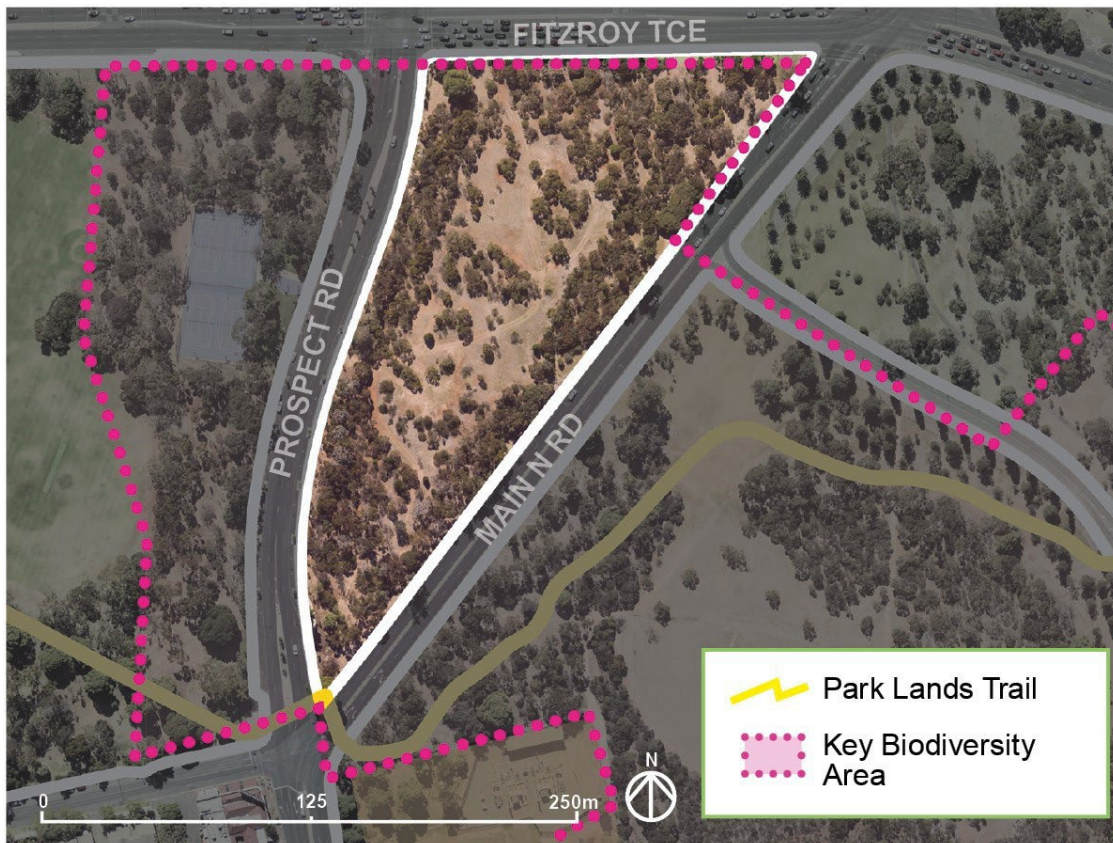 FITZROY TCE
PROSPECT RD
MAIN N RD
Park Lands Trail
Key Biodiversity
Area
N
0 125 250m